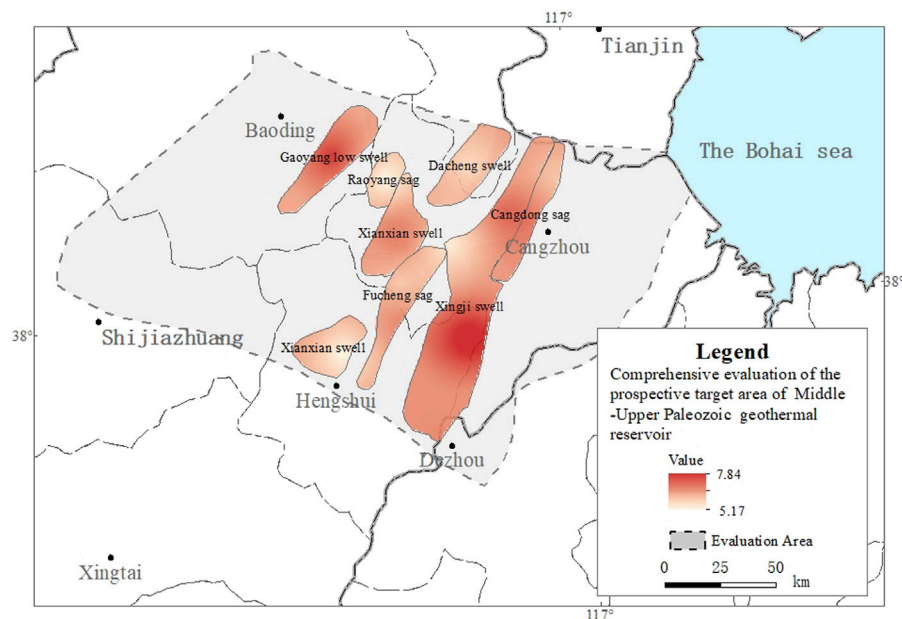 117°
Tianjin
Baoding
The Bohai sea
Gaoyang low swell
Dacheng swell
Raoyang sag
Cangdong sag
Xianxian swell
Cangzhou
38°
Fucheng sag
Xingji swell
Shijiazhuang
38°
Xianxian swell
Hengshui
Dezhou
Xingtai
Legend
Comprehensive evaluation of the
prospective target area of Middle
-Upper Paleozoic geothermal
reservoir
Value
7.84
5.17
Evaluation Area
0 25 50
km
117°